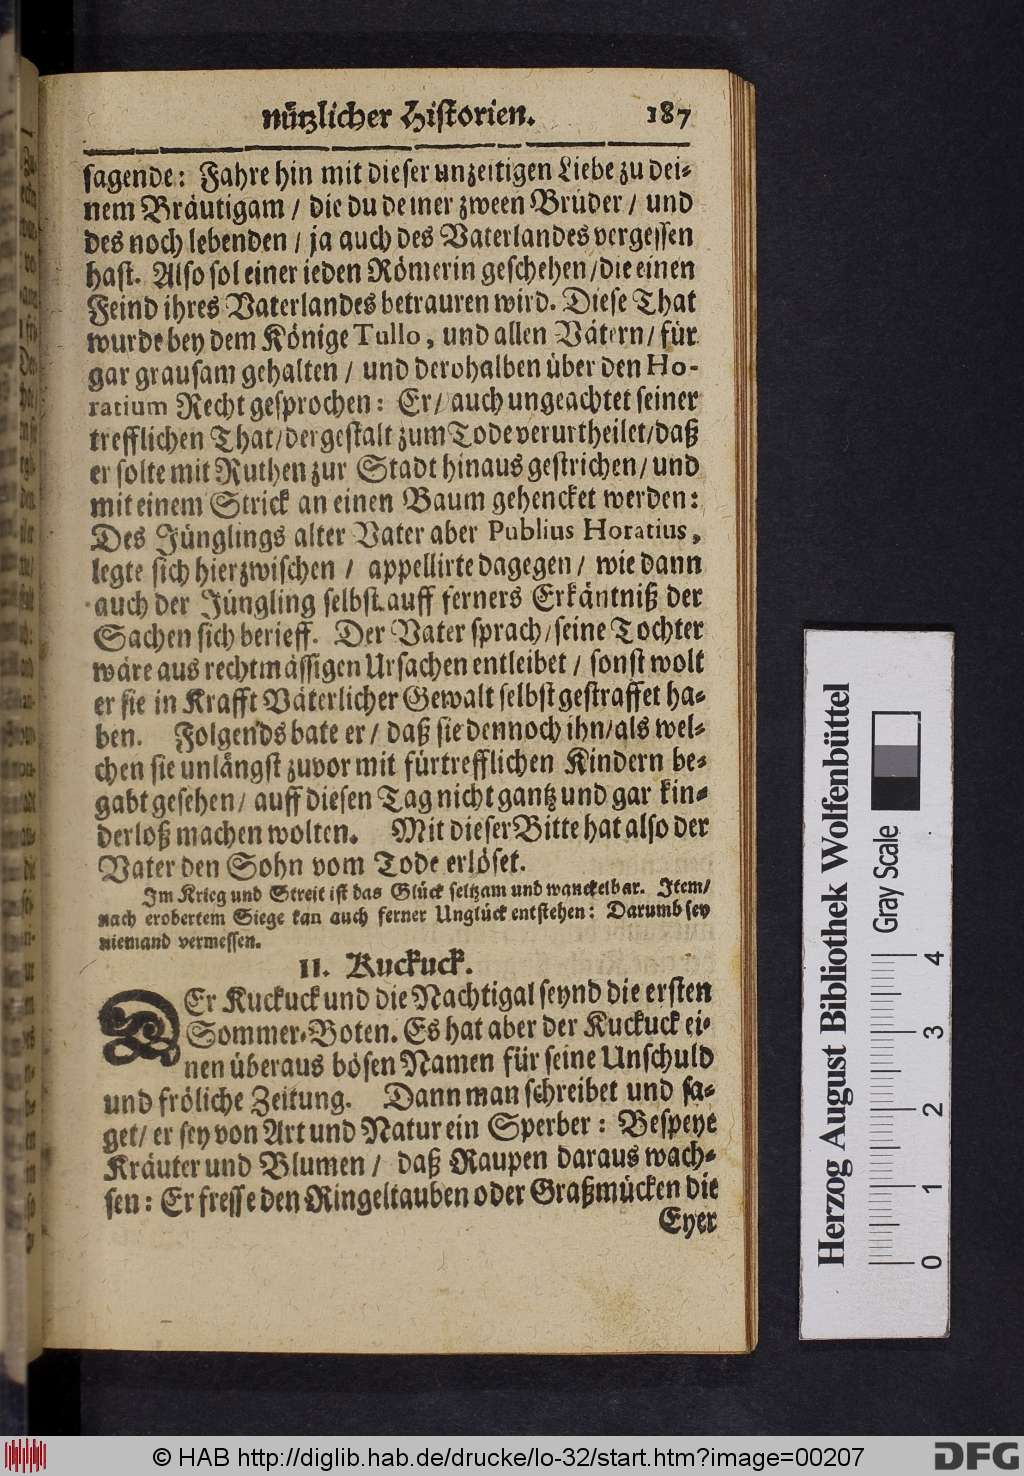 nützlicher Historien. 187
sagende: Fahre hin mit dieser unzeitigen Liebe zu dei-
nem Bräutigam / die du deiner zween Brüder / und
des noch lebenden / ja auch des Vaterlandes vergessen
hast. Also sol einer ieden Römerin geschehen / die einen
Feind ihres Vaterlandes betrauren wird. Diese That
wurde bey dem Könige Tullo, und allen Vätern / für
gar grausam gehalten / und derohalben über den Ho-
ratium Recht gesprochen: Er / auch ungeachtet seiner
trefflichen That / dergestalt zum Tode verurtheilet / daß
er solte mit Ruthen zur Stadt hinaus gestrichen / und
mit einem Strick an einen Baum gehencket werden:
Des Jünglings alter Vater aber Publius Horatius,
legte sich hierzwischen / appellirte dagegen / wie dann
auch der Jüngling selbst auff ferners Erkäntniß der
Sachen sich berieff. Der Vater sprach / seine Tochter
wäre aus rechtmässigen Ursachen entleibet / sonst wolt
er sie in Krafft Väterlicher Gewalt selbst gestraffet ha-
ben. Folgends bate er / daß sie dennoch ihn / als wel-
chen sie unlängst zuvor mit fürtrefflichen Kindern be-
gabt gesehen / auff diesen Tag nicht gantz und gar kin-
derloß machen wolten. Mit dieser Bitte hat also der
Vater den Sohn vom Tode erlöset.
Im Krieg und Streit ist das Glück seltzam und wanckelbar. Item /
nach erobertem Siege kan auch ferner Unglück entstehen: Darumb sey
niemand vermessen.
11. Kuckuck.
DEr Kuckuck und die Nachtigal seynd die ersten
Sommer-Boten. Es hat aber der Kuckuck ei-
nen überaus bösen Namen für seine Unschuld
und fröliche Zeitung. Dann man schreibet und sa-
get / er sey von Art und Natur ein Sperber: Bespeye
Kräuter und Blumen / daß Raupen daraus wach-
sen: Er fresse den Ringeltauben oder Graßmücken die
Eyer
Herzog August Bibliothek Wolfenbüttel
Gray Scale
0 1 2 3 4
© HAB http://diglib.hab.de/drucke/lo-32/start.htm?image=00207
DFG